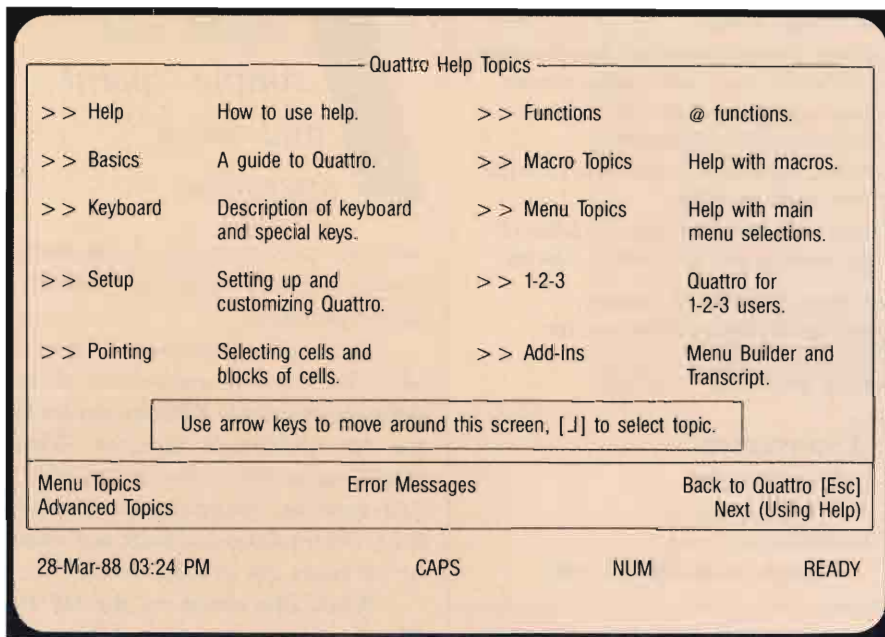 Quattro Help Topics
>> Help How to use help. >> Functions @ functions.
>> Basics A guide to Quattro. >> Macro Topics Help with macros.
>> Keyboard Description of keyboard >> Menu Topics Help with main
and special keys. menu selections.
>> Setup Setting up and >> 1-2-3 Quattro for
customizing Quattro. 1-2-3 users.
>> Pointing Selecting cells and >> Add-Ins Menu Builder and
blocks of cells. Transcript.
Use arrow keys to move around this screen, [┘] to select topic.
Menu Topics Error Messages Back to Quattro [Esc]
Advanced Topics Next (Using Help)
28-Mar-88 03:24 PM CAPS NUM READY